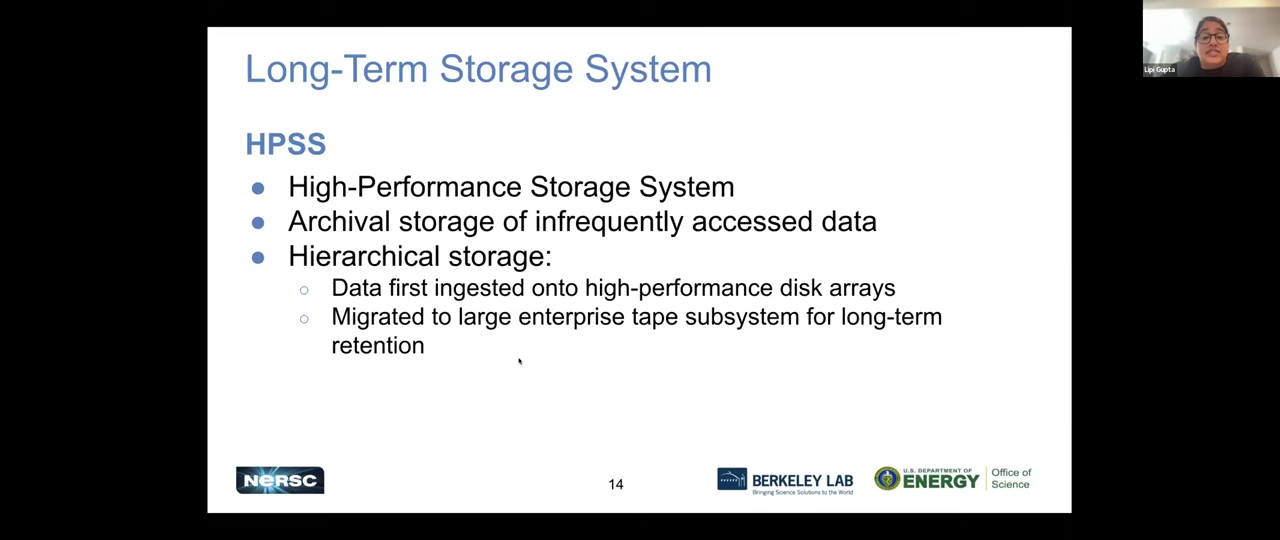 Long-Term Storage System
Lipi Gupta
HPSS
● High-Performance Storage System
● Archival storage of infrequently accessed data
● Hierarchical storage:
○ Data first ingested onto high-performance disk arrays
○ Migrated to large enterprise tape subsystem for long-term
retention
NERSC
14
BERKELEY LAB
Bringing Science Solutions to the World
U.S. DEPARTMENT OF
ENERGY
Office of
Science